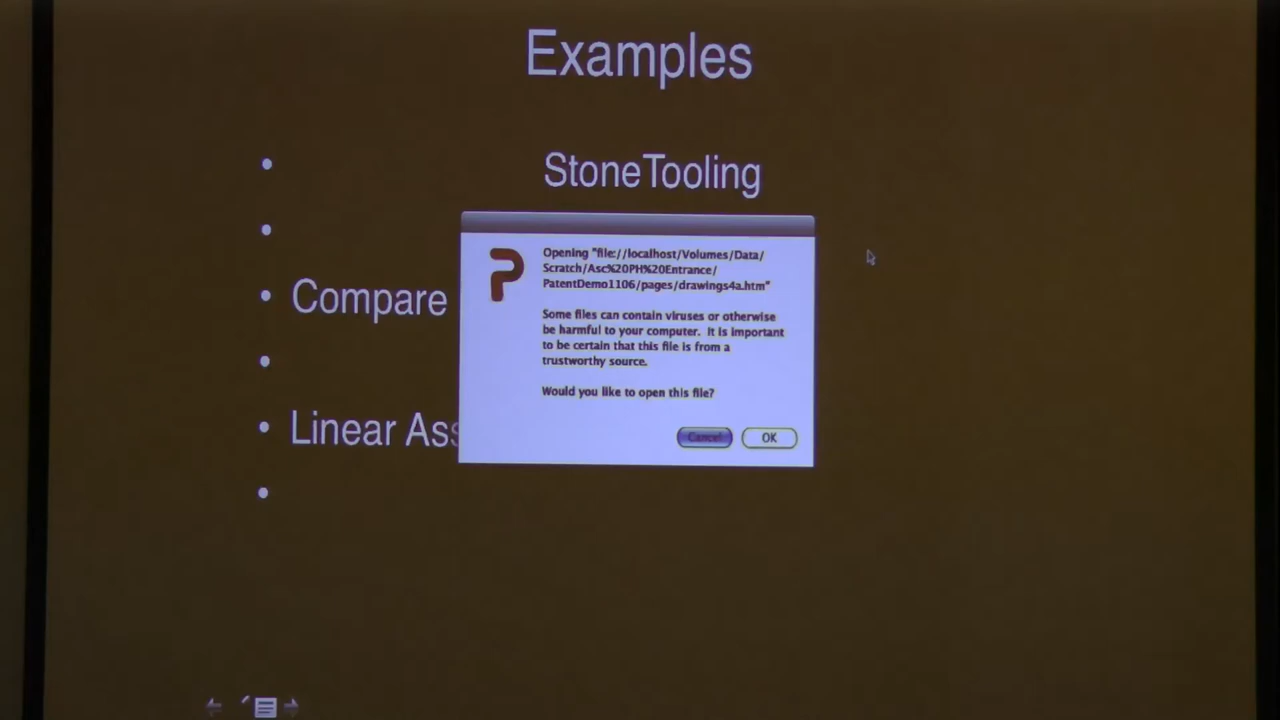 Examples
StoneTooling
Compare
Linear Ass
Opening "file://localhost/Volumes/Data/
Scratch/Asc%20PH%20Entrance/
PatentDemo1106/pages/drawings4a.htm"
Some files can contain viruses or otherwise
be harmful to your computer. It is important
to be certain that this file is from a
trustworthy source.
Would you like to open this file?
Cancel
OK